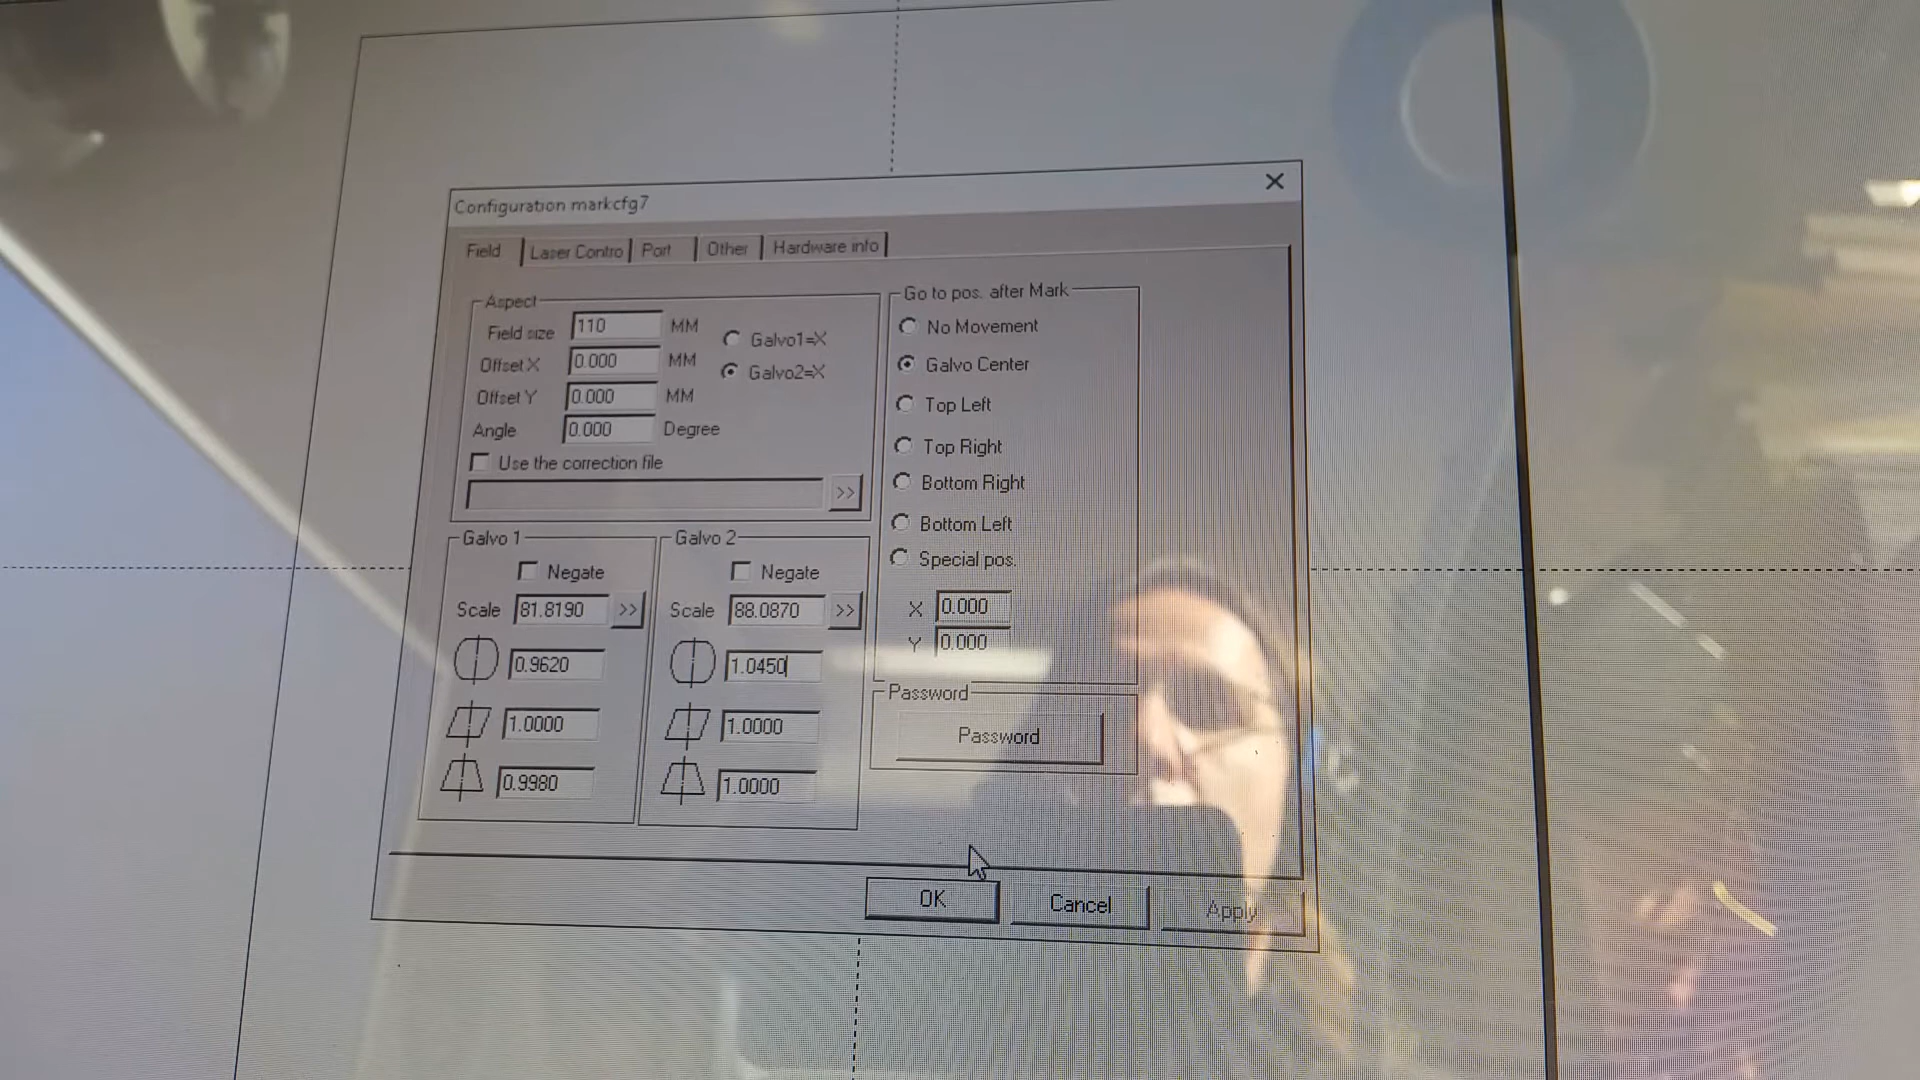 Configuration markcfg7
Field
Laser Contro
Port
Other
Hardware info
Aspect
Field size 110 MM
Offset X 0.000 MM
Offset Y 0.000 MM
Angle 0.000 Degree
Galvo1=X
Galvo2=X
Use the correction file
>>
Galvo 1
Negate
Scale 81.8190 >>
0.9620
1.0000
0.9980
Galvo 2
Negate
Scale 88.0870 >>
1.0450
1.0000
1.0000
Go to pos. after Mark
No Movement
Galvo Center
Top Left
Top Right
Bottom Right
Bottom Left
Special pos.
X 0.000
Y 0.000
Password
Password
OK
Cancel
Apply